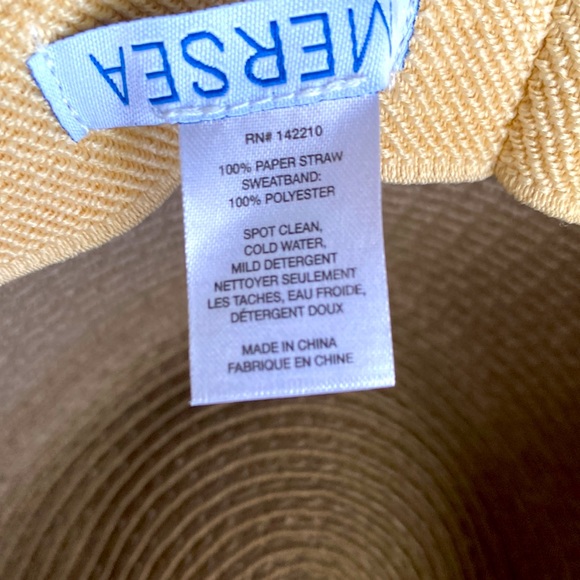 MERSEA
RN# 142210
100% PAPER STRAW
SWEATBAND:
100% POLYESTER
SPOT CLEAN,
COLD WATER,
MILD DETERGENT
NETTOYER SEULEMENT
LES TACHES, EAU FROIDE,
DÉTERGENT DOUX
MADE IN CHINA
FABRIQUE EN CHINE